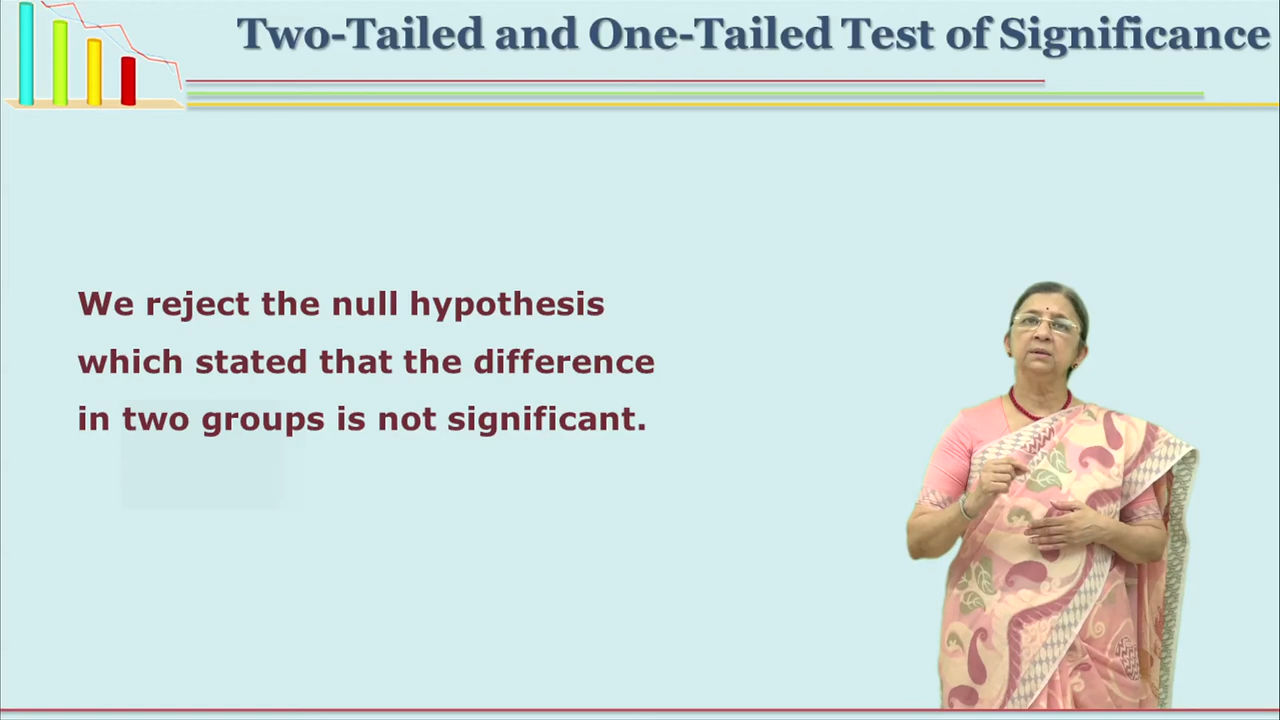 Two-Tailed and One-Tailed Test of Significance
We reject the null hypothesis
which stated that the difference
in two groups is not significant.